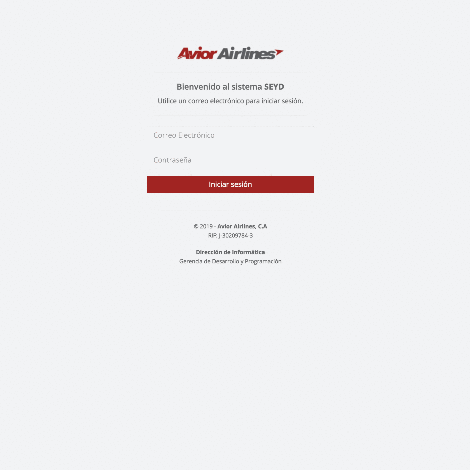 Avior Airlines
Bienvenido al sistema SEYD
Utilice un correo electrónico para iniciar sesión.
Correo Electrónico
Contraseña
Iniciar sesión
© 2019 - Avior Airlines, C.A
RIF: J-30209784-3
Dirección de Informática
Gerencia de Desarrollo y Programación